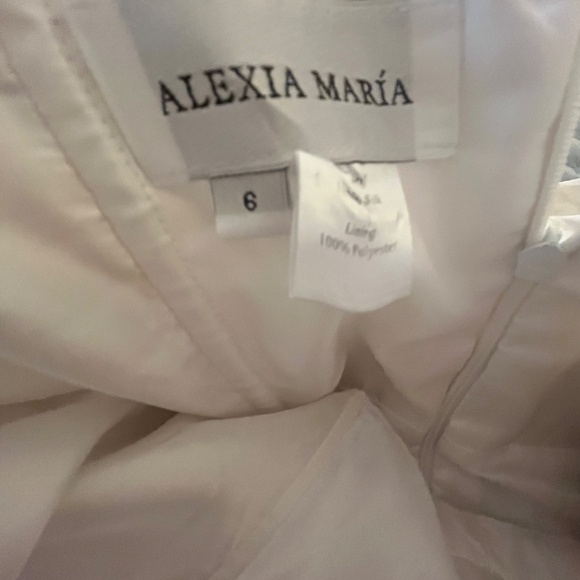 ALEXIA MARÍA
6
Lining
100% Polyester